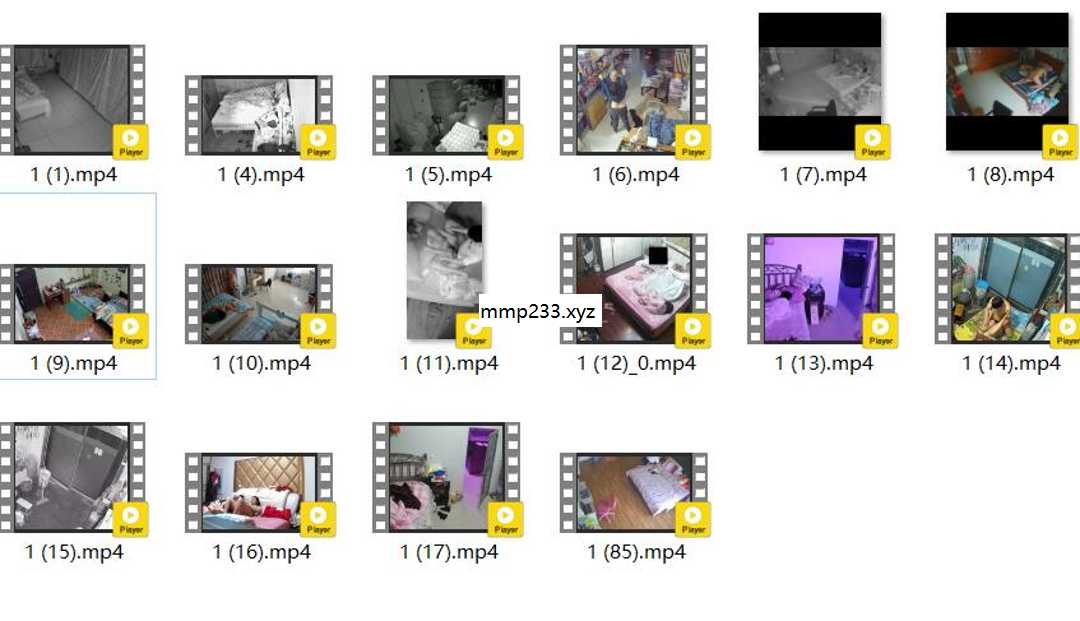 Player
Player
Player
Player
Player
Player
1 (1).mp4
1 (4).mp4
1 (5).mp4
1 (6).mp4
1 (7).mp4
1 (8).mp4
mmp233.xyz
Player
Player
Player
Player
Player
Player
1 (9).mp4
1 (10).mp4
1 (11).mp4
1 (12)_0.mp4
1 (13).mp4
1 (14).mp4
Player
Player
Player
Player
1 (15).mp4
1 (16).mp4
1 (17).mp4
1 (85).mp4